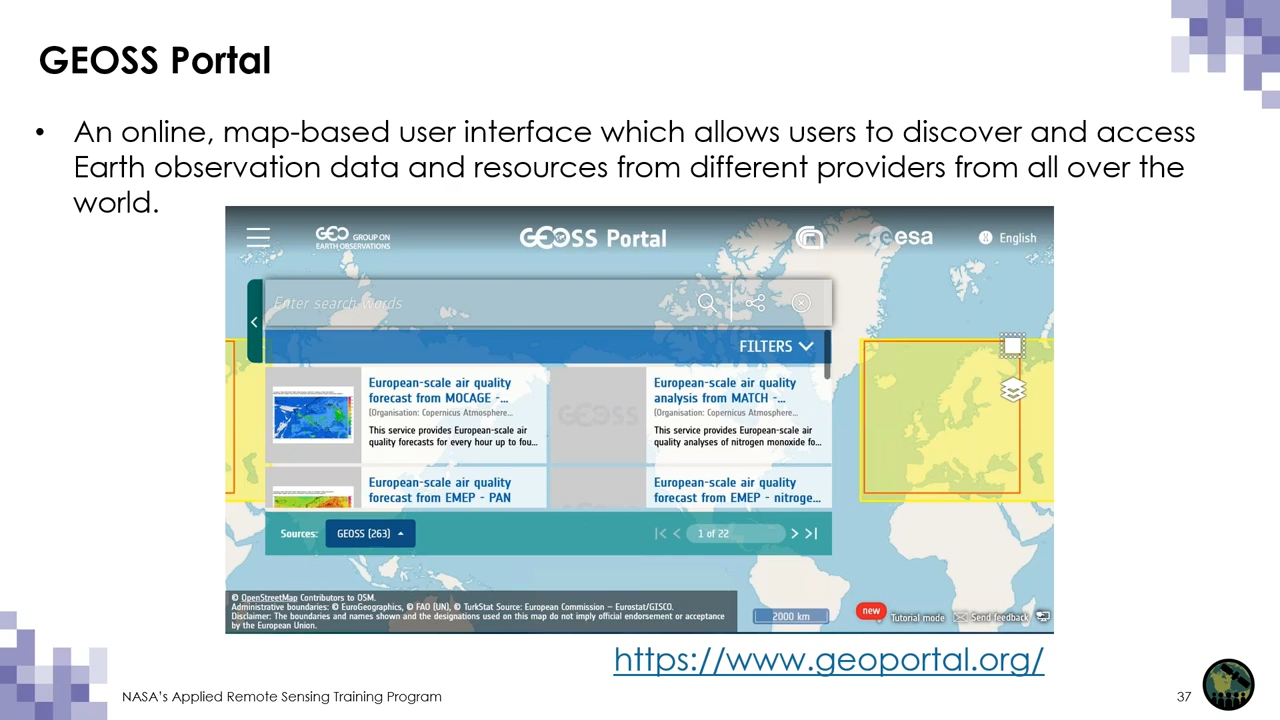 GEOSS Portal
• An online, map-based user interface which allows users to discover and access
Earth observation data and resources from different providers from all over the
world.
GEO GROUP ON
EARTH OBSERVATIONS
GEOSS Portal
esa
English
Enter search words
FILTERS
European-scale air quality
forecast from MOCAGE -...
(Organisation: Copernicus Atmosphere...
This service provides European-scale air
quality forecasts for every hour up to fou...
GEOSS
European-scale air quality
analysis from MATCH -...
(Organisation: Copernicus Atmosphere...
This service provides European-scale air
quality analyses of nitrogen monoxide fo...
European-scale air quality
forecast from EMEP - PAN
European-scale air quality
forecast from EMEP - nitroge...
Sources: GEOSS (263)
1 of 22
© OpenStreetMap Contributors to OSM.
Administrative boundaries: © EuroGeographics, © FAO (UN), © TurkStat Source: European Commission – Eurostat/GISCO.
Disclaimer: The boundaries and names shown and the designations used on this map do not imply official endorsement or acceptance
by the European Union.
2000 km
new
Tutorial mode
Send feedback
https://www.geoportal.org/
NASA's Applied Remote Sensing Training Program
37